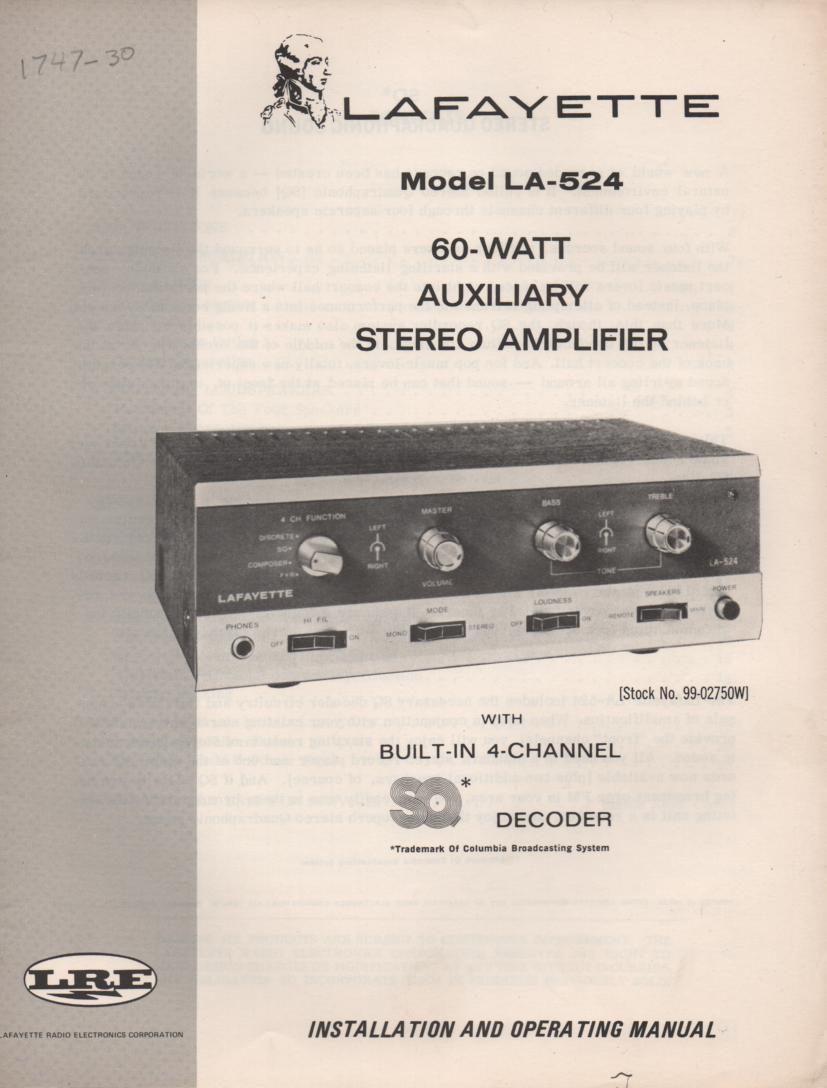 1747-30
LAFAYETTE
Model LA-524
60-WATT
AUXILIARY
STEREO AMPLIFIER
4 CH FUNCTION
DISCRETE
SQ
COMPOSER
LEFT
RIGHT
MASTER
VOLUME
BASS
LEFT
RIGHT
TREBLE
TONE
LA-524
LAFAYETTE
PHONES
HI FIL
OFF
ON
MODE
MONO
STEREO
LOUDNESS
OFF
ON
SPEAKERS
REMOTE
MAIN
POWER
[Stock No. 99-02750W]
WITH
BUILT-IN 4-CHANNEL
SQ*
DECODER
*Trademark Of Columbia Broadcasting System
LRE
LAFAYETTE RADIO ELECTRONICS CORPORATION
INSTALLATION AND OPERATING MANUAL